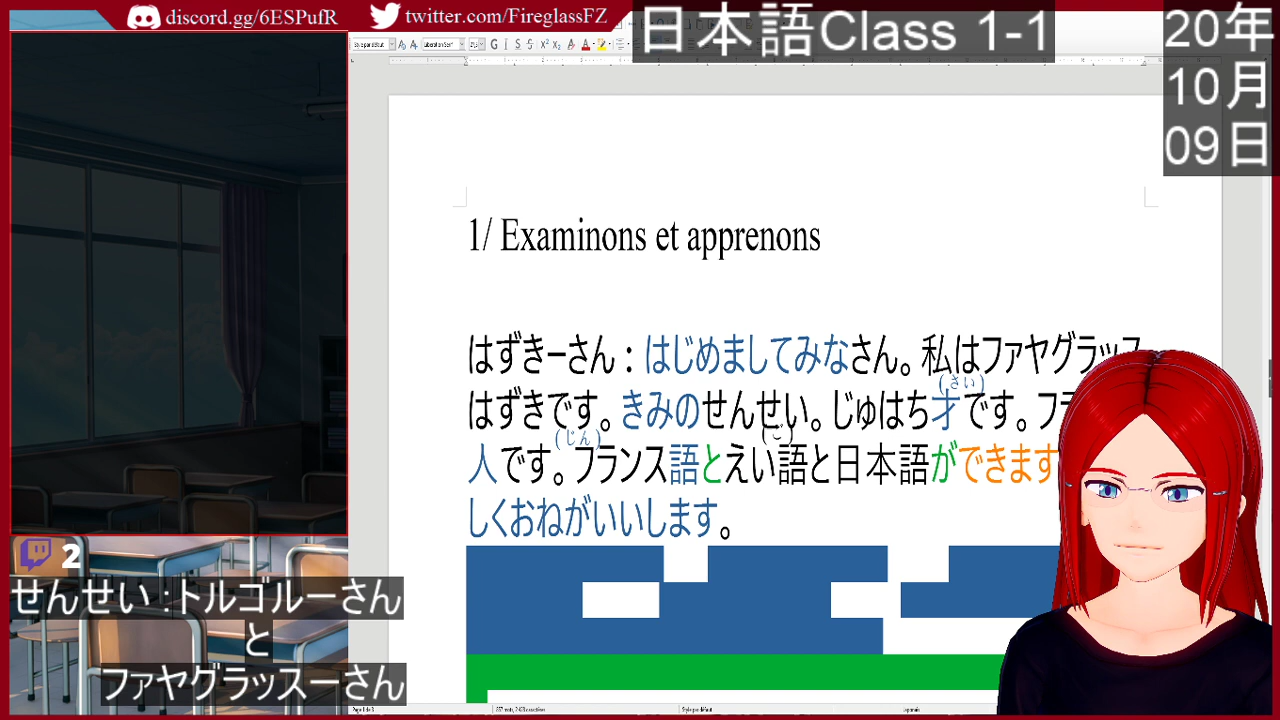 discord.gg/6ESPufR
twitter.com/FireglassFZ
日本語Class 1-1
20年
10月
09日
1/ Examinons et apprenons
はずきーさん：はじめましてみなさん。私はファヤグラッス
(さい)
はずきです。きみのせんせい。じゅはち才です。フラ
(じん)
(ご)
人です。フランス語とえい語と日本語ができます
しくおねがいいします。
2
せんせい :トルゴルーさん
と
ファヤグラッスーさん